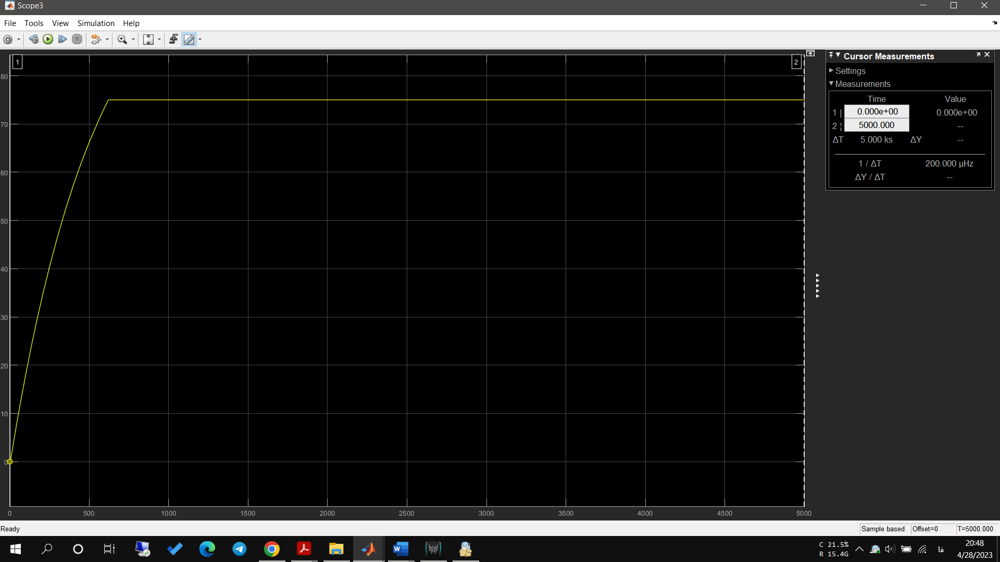 Scope3
File Tools View Simulation Help
1
2
80
70
60
50
40
30
20
10
0
0 500 1000 1500 2000 2500 3000 3500 4000 4500 5000
Cursor Measurements
Settings
Measurements
Time Value
1 | 0.000e+00 0.000e+00
2 ¦ 5000.000 --
ΔT 5.000 ks ΔY --
1 / ΔT 200.000 µHz
ΔY / ΔT --
Ready
Sample based Offset=0 T=5000.000
C 21.5%
R 15.4G
فا
20:48
4/28/2023